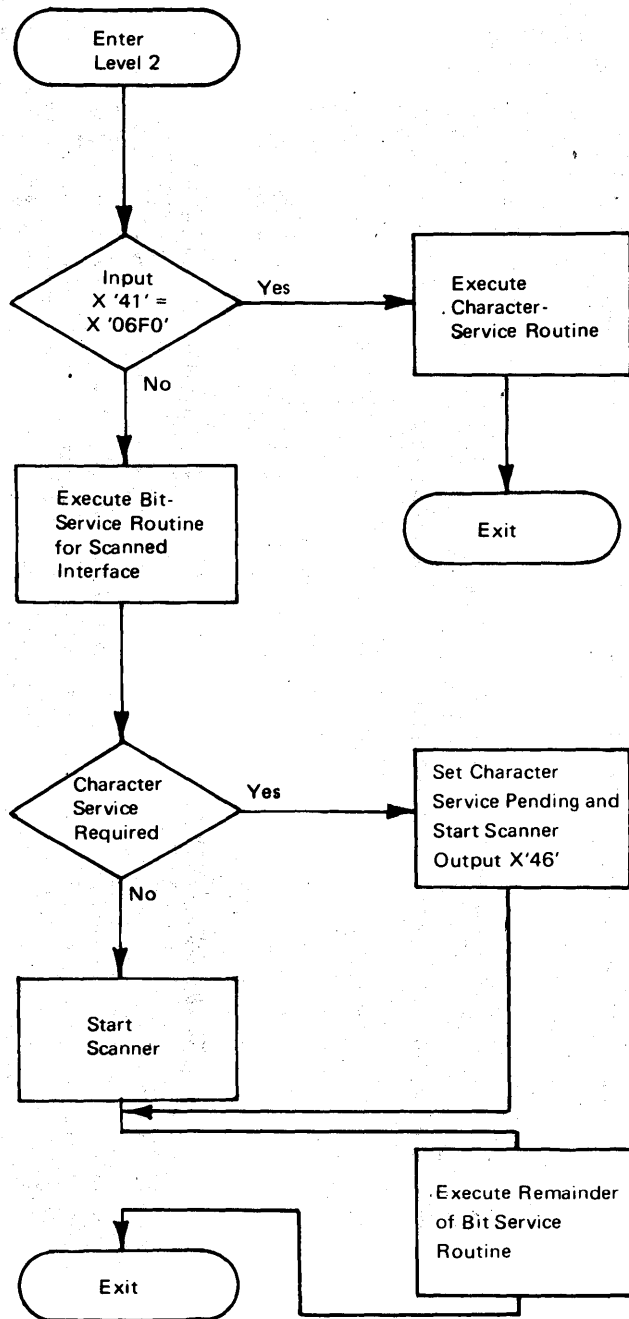 Enter
Level 2
Input
X '41' =
X '06F0'
Yes
Execute
Character-
Service Routine
No
Execute Bit-
Service Routine
for Scanned
Interface
Exit
Character
Service
Required
Yes
Set Character
Service Pending and
Start Scanner
Output X'46'
No
Start
Scanner
Execute Remainder
of Bit Service
Routine
Exit